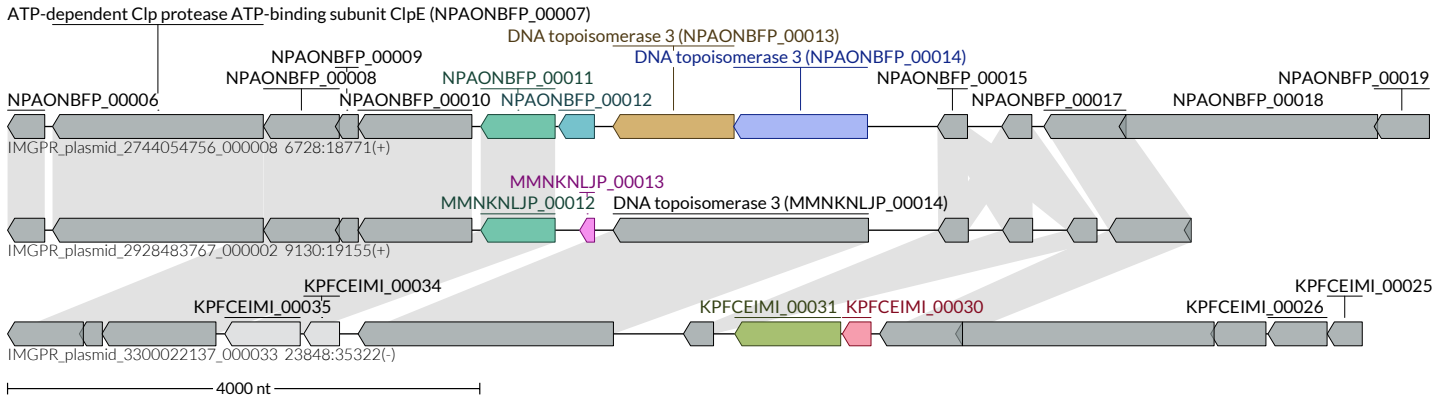 ATP-dependent Clp protease ATP-binding subunit ClpE (NPAONBFP_00007)
DNA topoisomerase 3 (NPAONBFP_00013)
NPAONBFP_00009 DNA topoisomerase 3 (NPAONBFP_00014)
NPAONBFP_00008 NPAONBFP_00011 NPAONBFP_00015 NPAONBFP_00019
NPAONBFP_00006 NPAONBFP_00010 NPAONBFP_00012 NPAONBFP_00017 NPAONBFP_00018
IMGPR_plasmid_2744054756_000008 6728:18771(+)
MMNKNLJP_00013
MMNKNLJP_00012 DNA topoisomerase 3 (MMNKNLJP_00014)
IMGPR_plasmid_2928483767_000002 9130:19155(+)
KPFCEIMI_00034 KPFCEIMI_00025
KPFCEIMI_00035 KPFCEIMI_00031 KPFCEIMI_00030 KPFCEIMI_00026
IMGPR_plasmid_3300022137_000033 23848:35322(-)
4000 nt